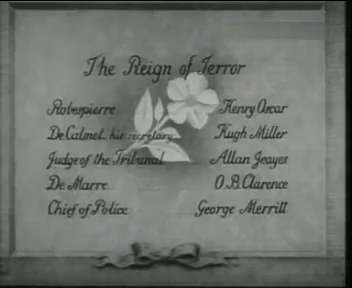 The Reign of Terror
Robespierre Henry Oscar
De Calmet, his secretary... Hugh Miller
Judge of the Tribunal Allan Jeayes
De Marre O.B. Clarence
Chief of Police George Merritt